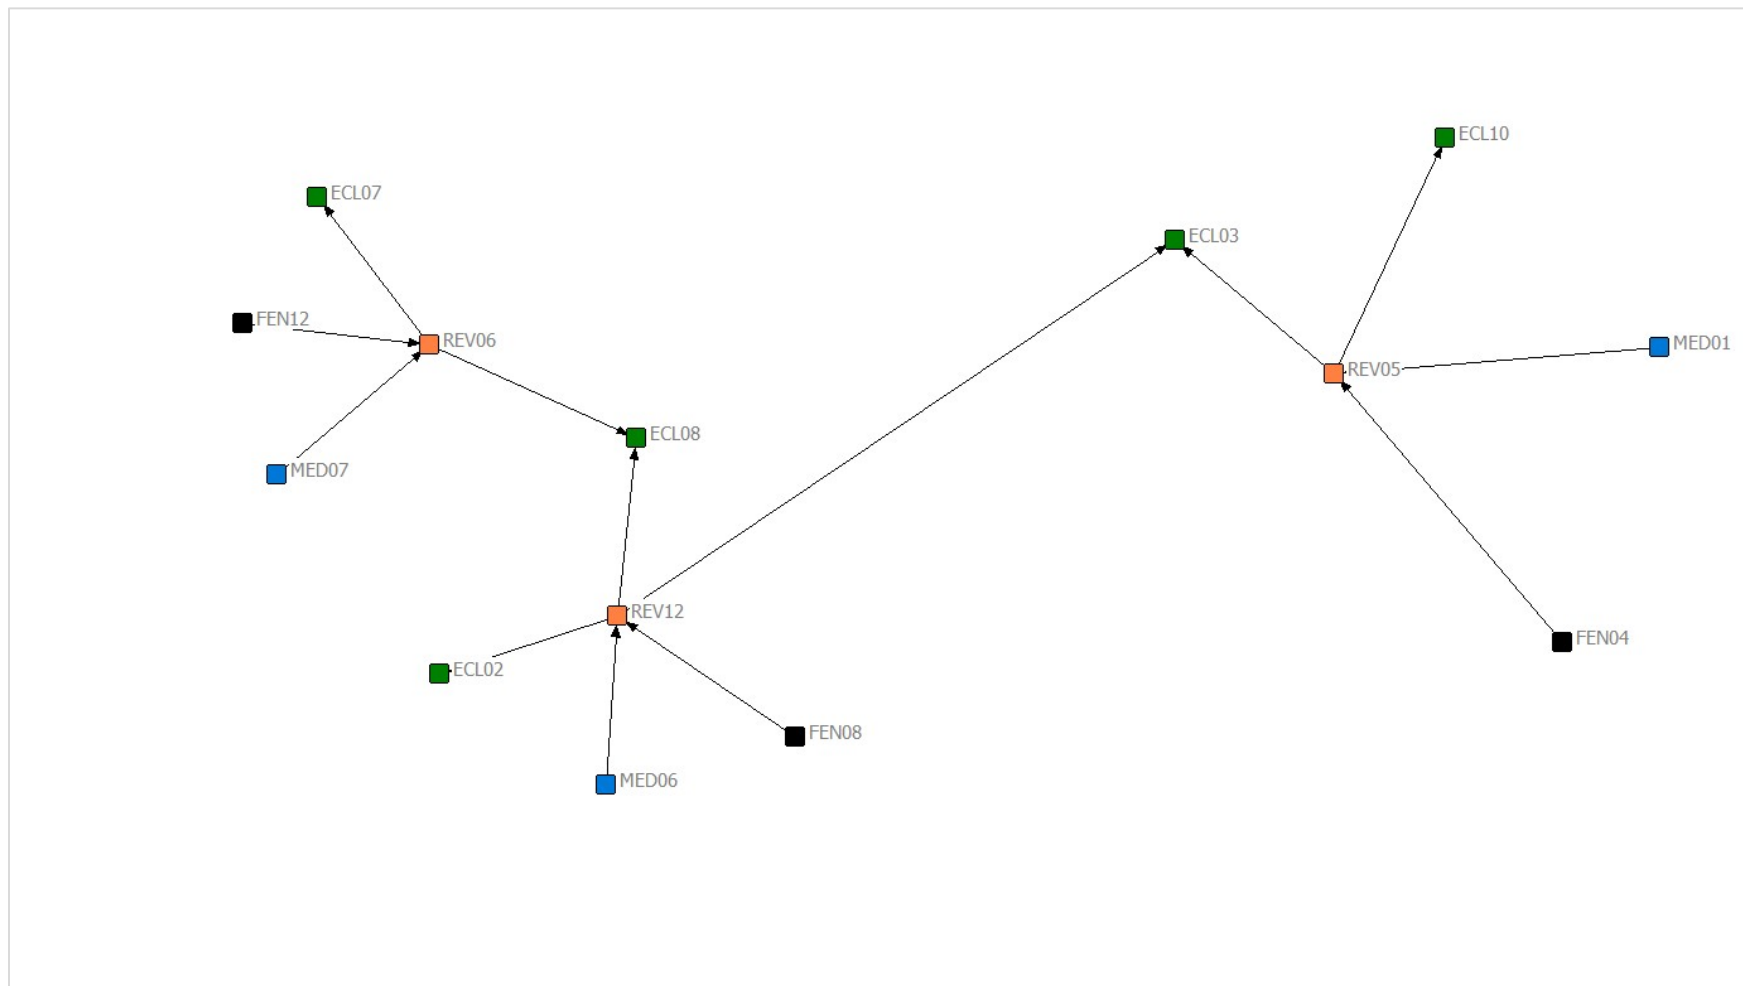 ECL10
ECL07
ECL03
FEN12
REV06
MED01
REV05
ECL08
MED07
REV12
FEN04
ECL02
FEN08
MED06